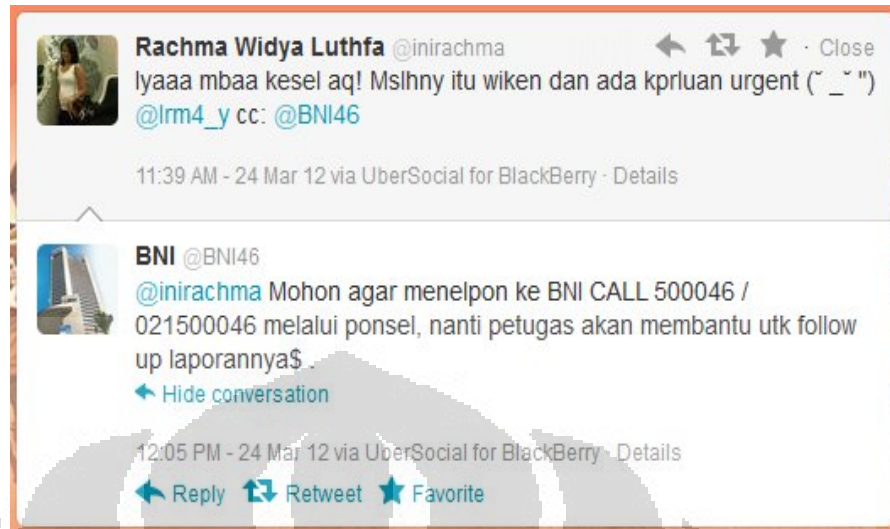 Rachma Widya Luthfa @inirachma · Close
Iyaaa mbaa kesel aq! Mslhny itu wiken dan ada kprluan urgent (˘ _˘ ")
@Irm4_y cc: @BNI46
11:39 AM - 24 Mar 12 via UberSocial for BlackBerry · Details
BNI @BNI46
@inirachma Mohon agar menelpon ke BNI CALL 500046 /
021500046 melalui ponsel, nanti petugas akan membantu utk follow
up laporannya$ .
Hide conversation
12:05 PM - 24 Mar 12 via UberSocial for BlackBerry · Details
Reply Retweet Favorite